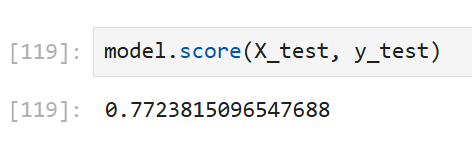 [119]: model.score(X_test, y_test)
[119]: 0.7723815096547688